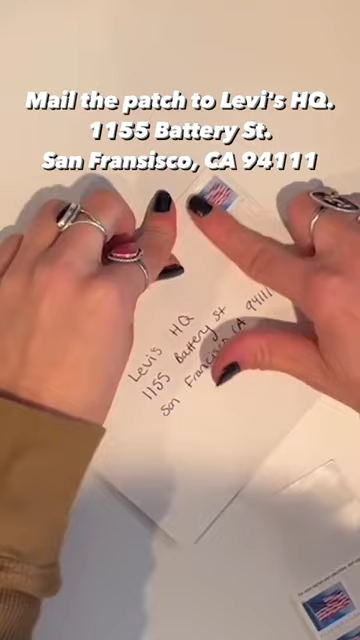 Mail the patch to Levi's HQ.
1155 Battery St.
San Fransisco, CA 94111
Levi's HQ
1155 Battery St
San Francisco CA 94111